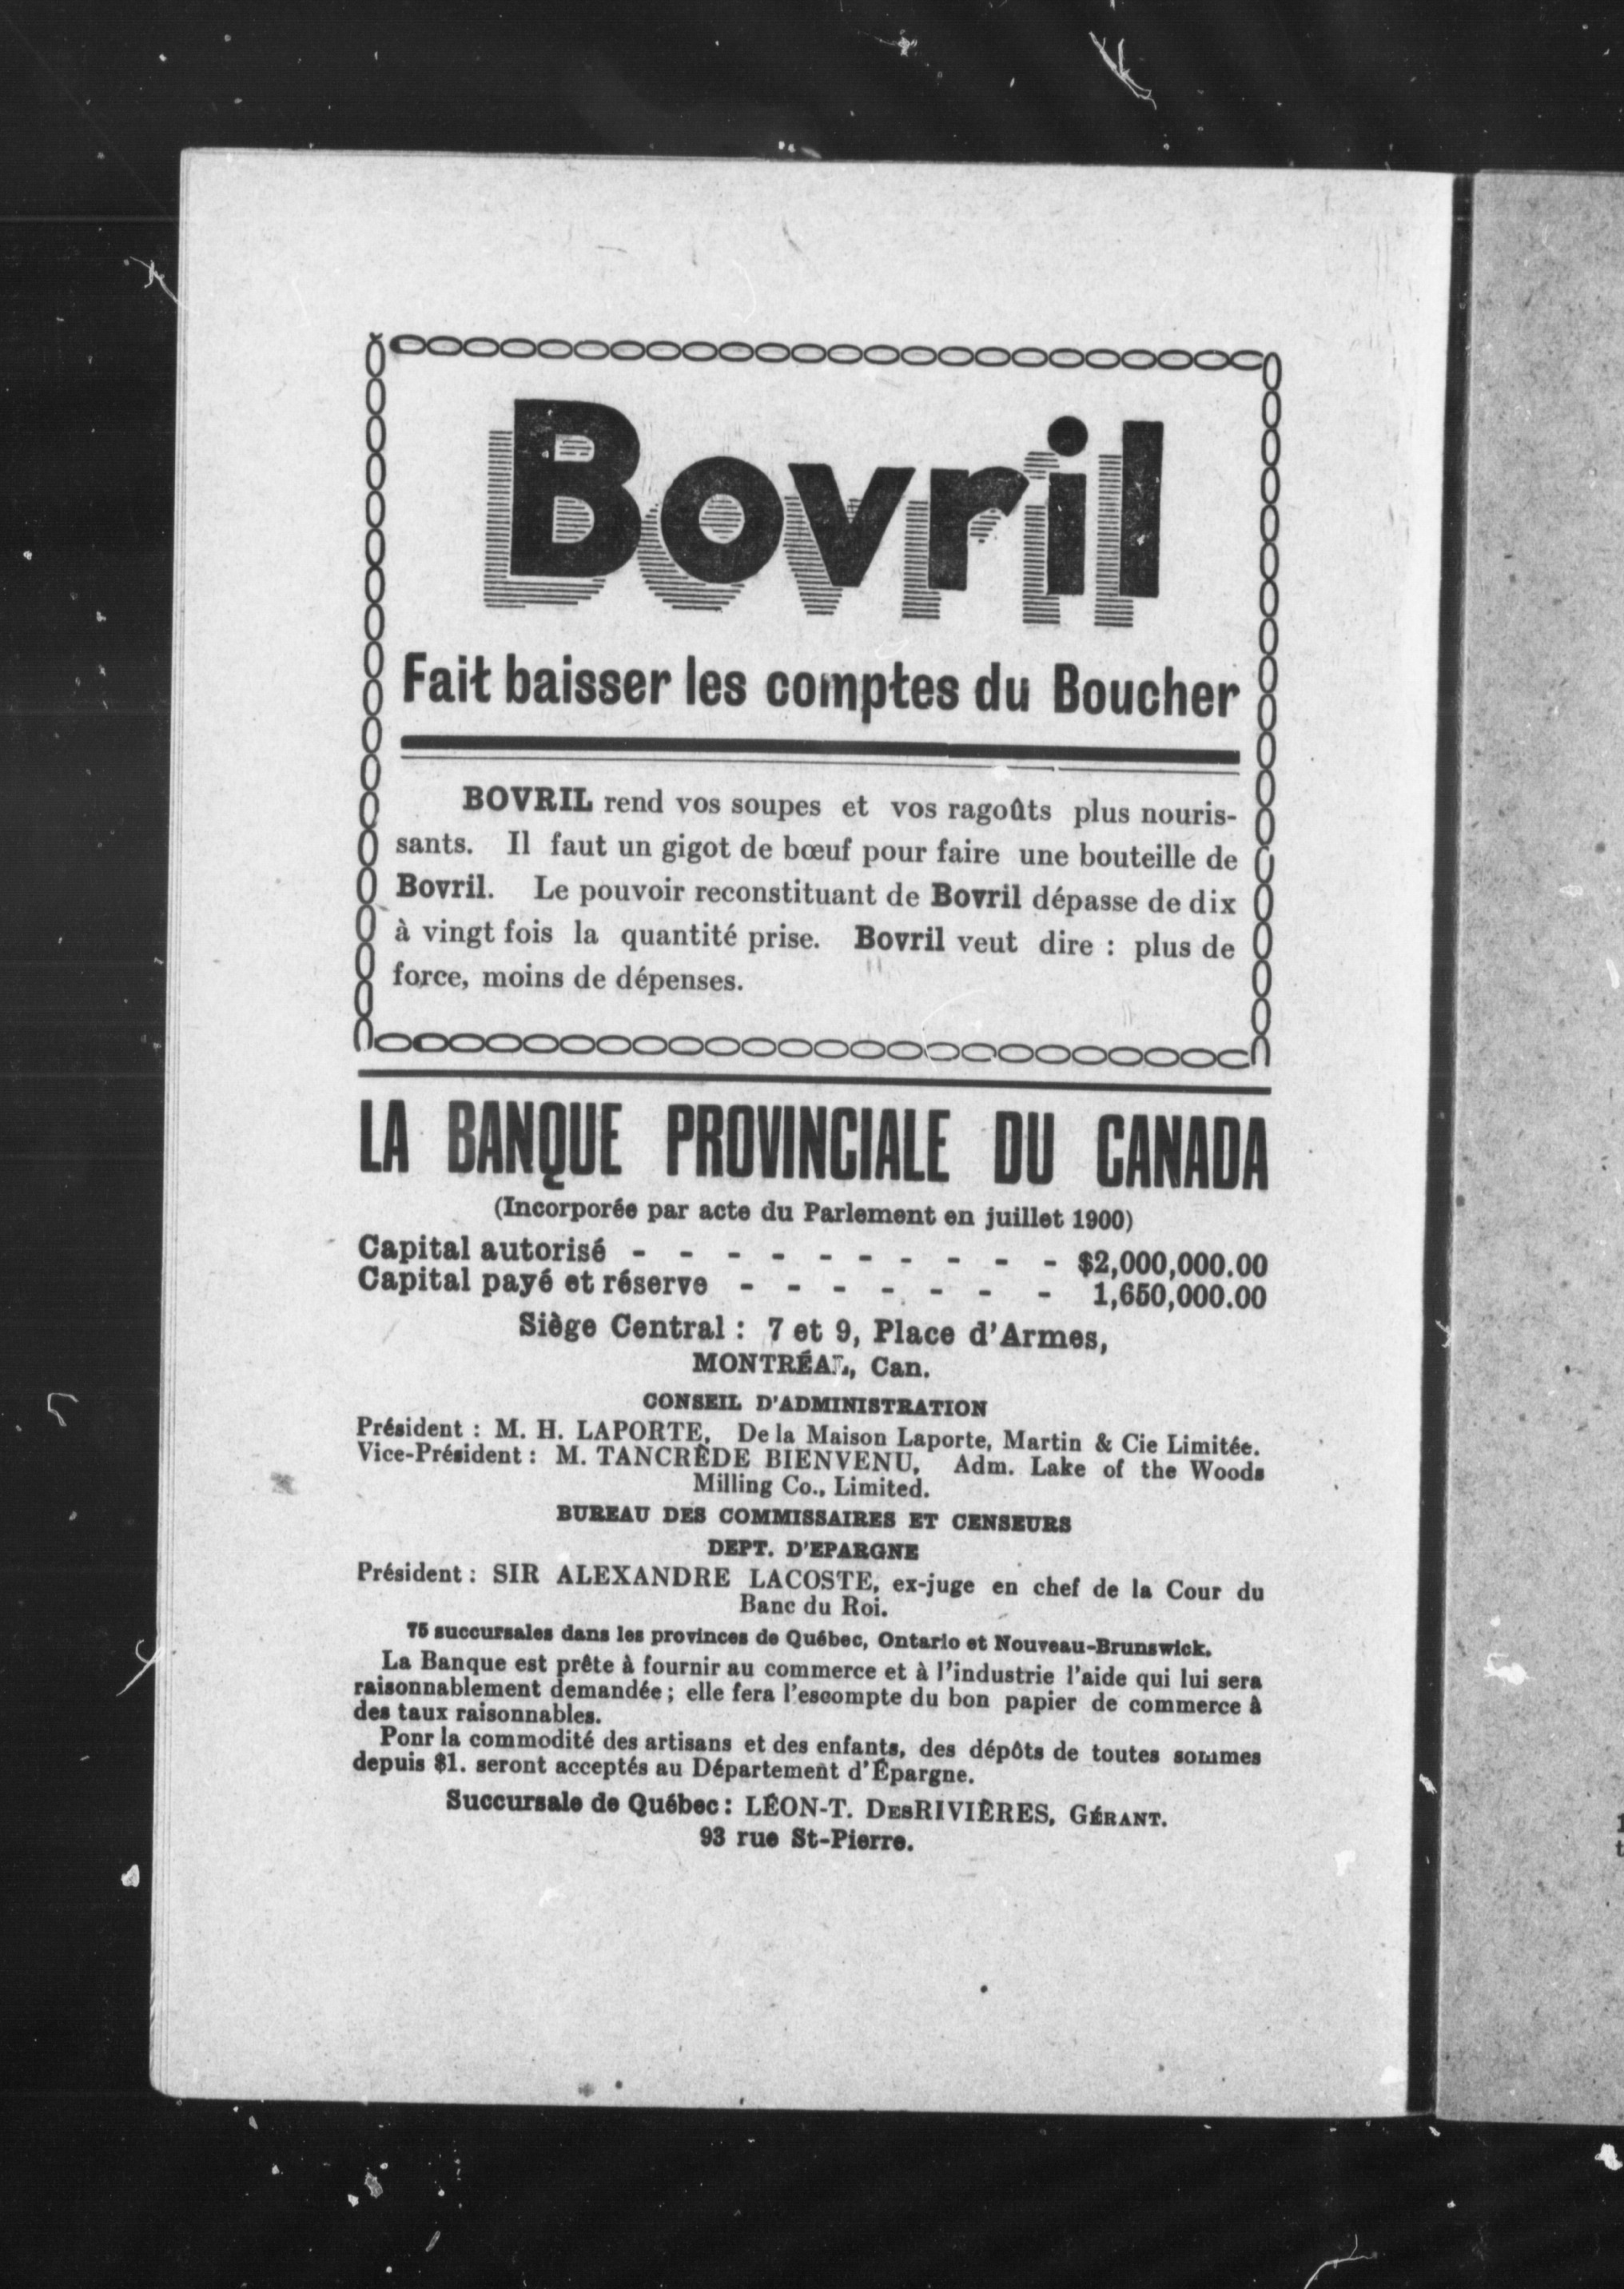 Bovril
Fait baisser les comptes du Boucher
BOVRIL rend vos soupes et vos ragoûts plus nouris-
sants. Il faut un gigot de bœuf pour faire une bouteille de
Bovril. Le pouvoir reconstituant de Bovril dépasse de dix
à vingt fois la quantité prise. Bovril veut dire : plus de
force, moins de dépenses.
LA BANQUE PROVINCIALE DU CANADA
(Incorporée par acte du Parlement en juillet 1900)
Capital autorisé - - - - - - - - - - $2,000,000.00
Capital payé et réserve - - - - - - - 1,650,000.00
Siège Central : 7 et 9, Place d'Armes,
MONTRÉAL, Can.
CONSEIL D'ADMINISTRATION
Président : M. H. LAPORTE, De la Maison Laporte, Martin & Cie Limitée.
Vice-Président : M. TANCRÈDE BIENVENU, Adm. Lake of the Woods
Milling Co., Limited.
BUREAU DES COMMISSAIRES ET CENSEURS
DEPT. D'EPARGNE
Président : SIR ALEXANDRE LACOSTE, ex-juge en chef de la Cour du
Banc du Roi.
75 succursales dans les provinces de Québec, Ontario et Nouveau-Brunswick.
La Banque est prête à fournir au commerce et à l'industrie l'aide qui lui sera
raisonnablement demandée ; elle fera l'escompte du bon papier de commerce à
des taux raisonnables.
Ponr la commodité des artisans et des enfants, des dépôts de toutes sommes
depuis $1. seront acceptés au Département d'Épargne.
Succursale de Québec : LÉON-T. DESRIVIÈRES, GÉRANT.
93 rue St-Pierre.